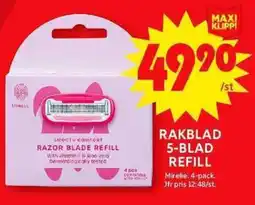 MAXI
KLIPP!
4990
/st
RAZOR BLADE REFILL
4 pcs
RAKBLAD
5-BLAD
REFILL
Mirelle. 4-pack.
Jfr pris 12:48/st.